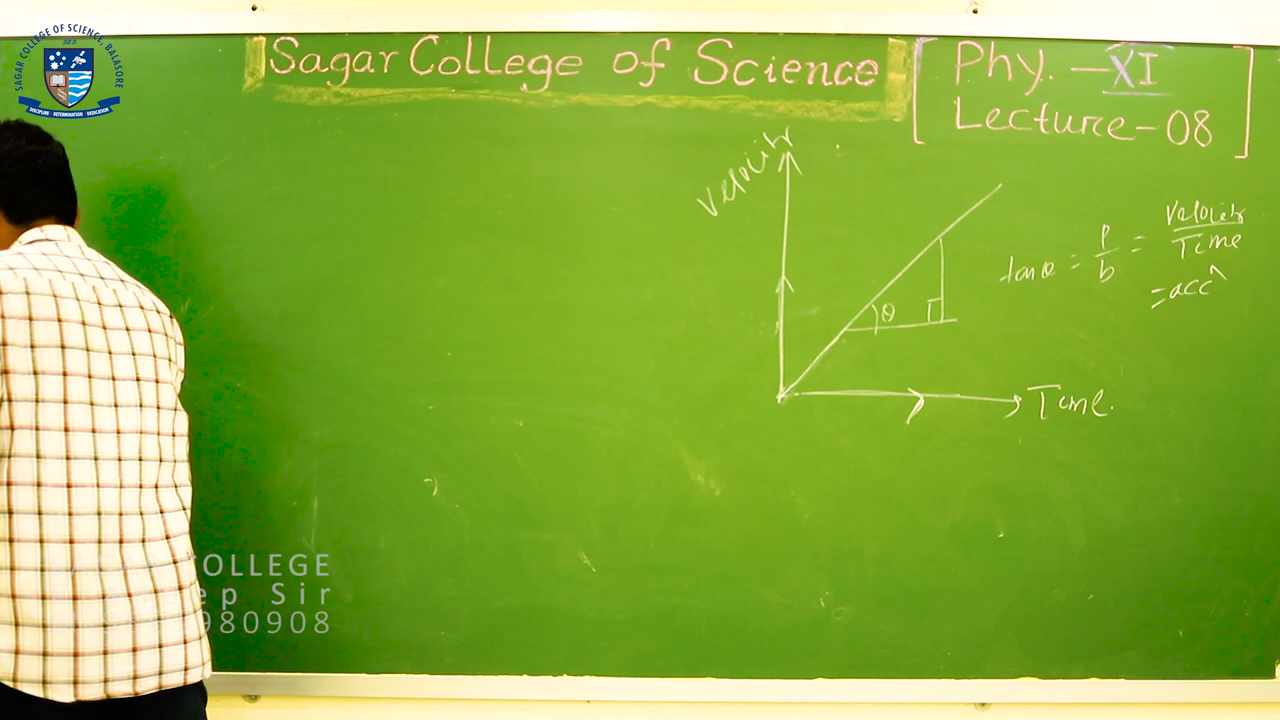 SAGAR COLLEGE OF SCIENCE, BALASORE
DISCIPLINE DETERMINATION DEDICATION
Sagar College of Science
Phy. - XI
Lecture - 08
Velocity
tanθ = p/b = Velocity/Time
= accⁿ
θ
Time.
OLLEGE
ep Sir
980908